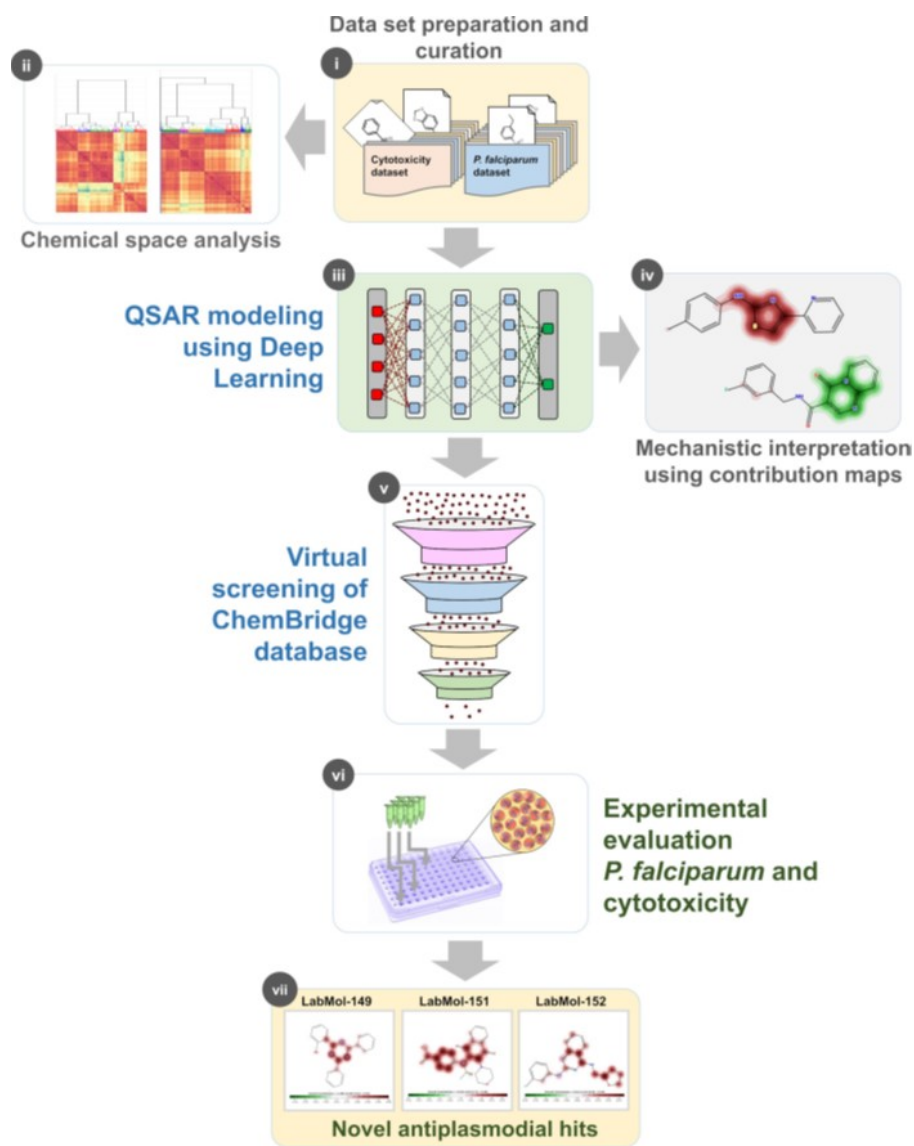 Data set preparation and
curation
i
ii
Cytotoxicity
dataset
P. falciparum
dataset
Chemical space analysis
iii
QSAR modeling
using Deep
Learning
iv
Mechanistic interpretation
using contribution maps
v
Virtual
screening of
ChemBridge
database
vi
Experimental
evaluation
P. falciparum and
cytotoxicity
vii
LabMol-149
LabMol-151
LabMol-152
Novel antiplasmodial hits